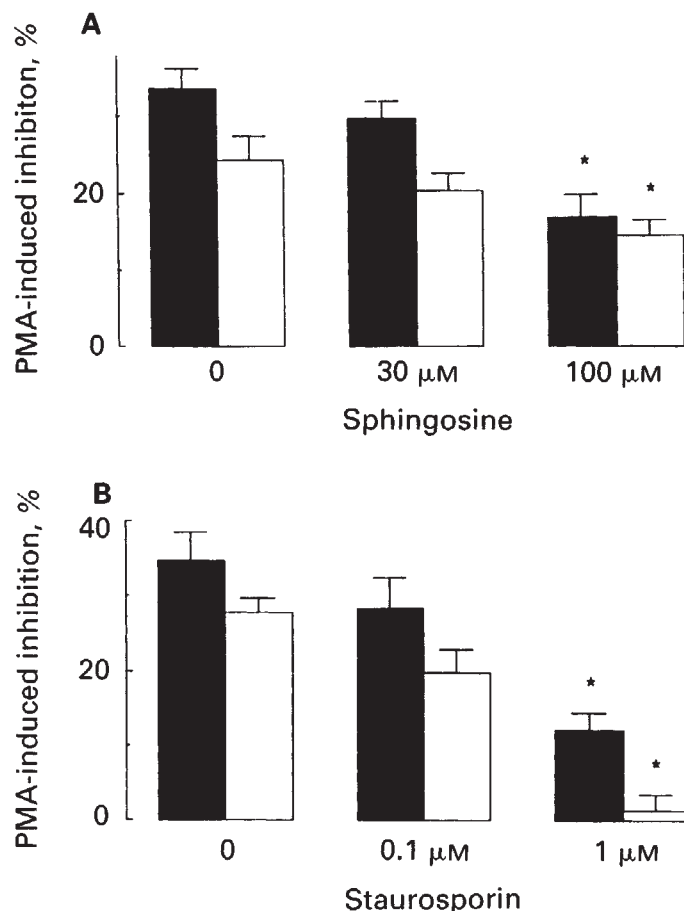 A
PMA-induced inhibiton, %
20
0
0 30 μM 100 μM
* *
Sphingosine
B
PMA-induced inhibition, %
40
20
0
0 0.1 μM 1 μM
* *
Staurosporin